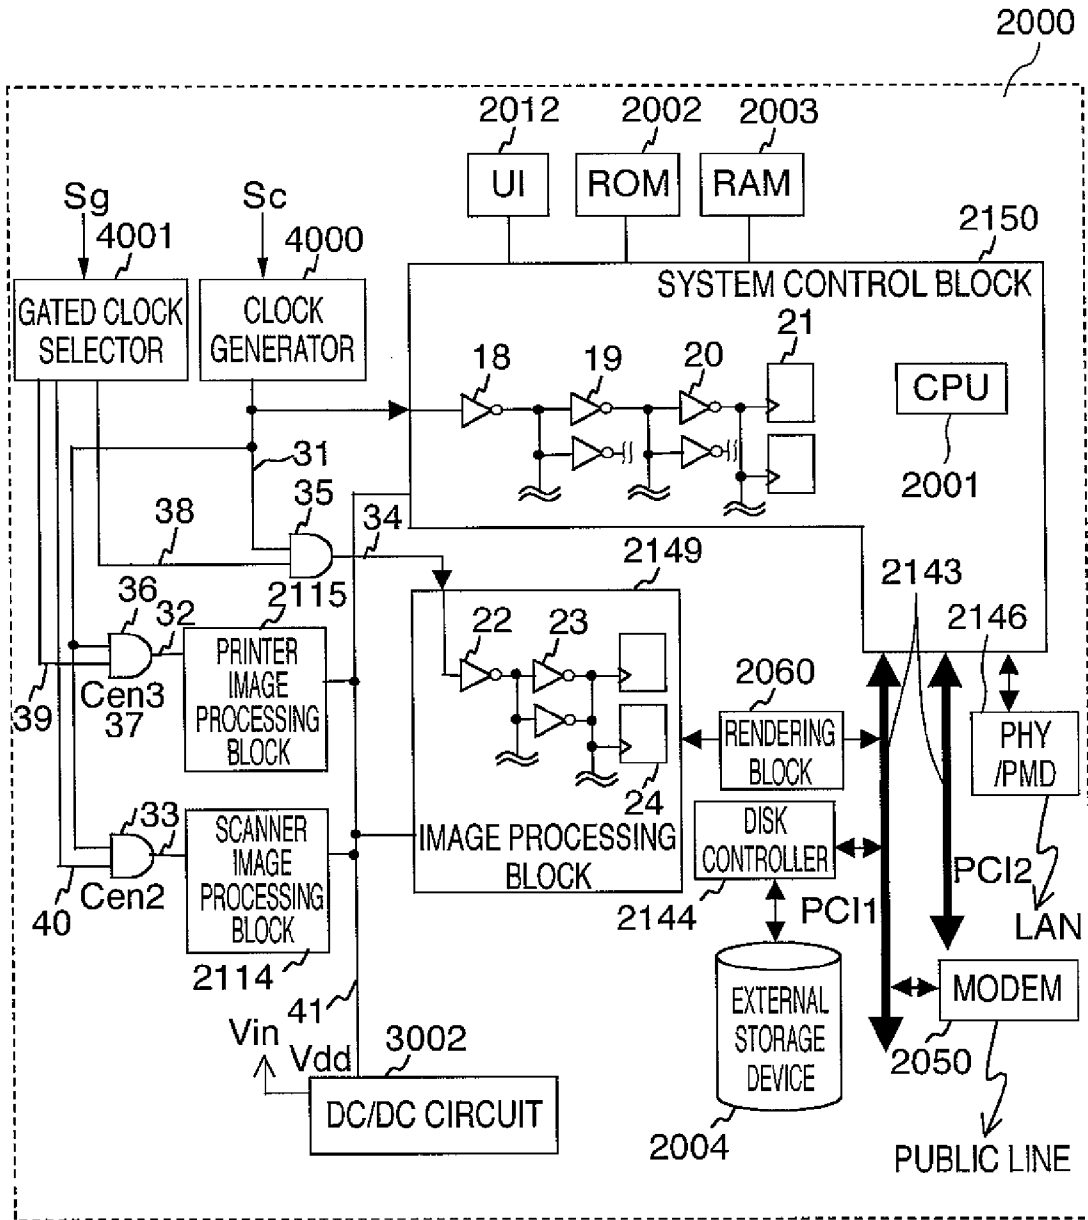 2000
2012
2002
2003
UI
ROM
RAM
Sg
Sc
4001
4000
2150
GATED CLOCK
SELECTOR
CLOCK
GENERATOR
SYSTEM CONTROL BLOCK
18
19
20
21
CPU
2001
31
35
34
38
2149
2143
36
32
2115
2146
22
23
PRINTER
IMAGE
PROCESSING
BLOCK
39
Cen3
37
2060
RENDERING
BLOCK
PHY
/PMD
24
33
SCANNER
IMAGE
PROCESSING
BLOCK
IMAGE PROCESSING
BLOCK
DISK
CONTROLLER
40
Cen2
2144
PCI1
PCI2
LAN
2114
41
EXTERNAL
STORAGE
DEVICE
MODEM
Vin
Vdd
3002
2050
DC/DC CIRCUIT
2004
PUBLIC LINE